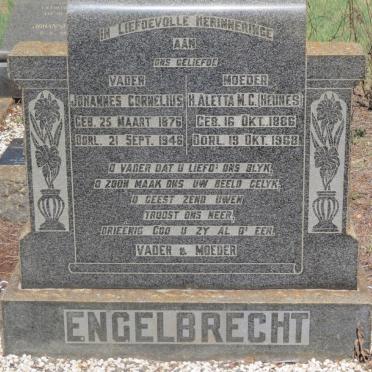 IN LIEFDEVOLLE HERINNERING
AAN
ONS GELIEFDE
VADER MOEDER
JOHANNES CORNELIUS H. ALETTA M.C. (HEUNES)
GEB. 25 MAART 1876 GEB. 16 OKT. 1886
OORL. 21 SEPT. 1946 OORL. 19 OKT. 1968
O VADER DAT U LIEFD' ONS BLYK,
O ZOON MAAK ONS UW BEELD GELYK,
O GEEST ZEND UWEN
TROOST ONS NEER,
DRIEENIG GOD U ZY AL D' EER.
VADER & MOEDER
ENGELBRECHT